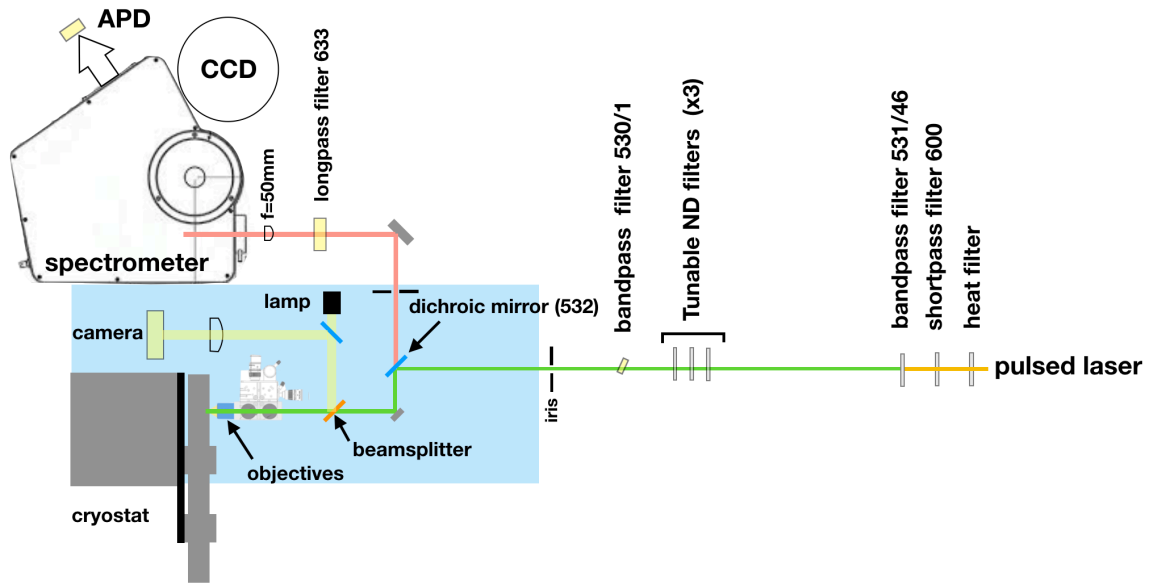 APD
CCD
longpass filter 633
f=50mm
spectrometer
lamp
dichroic mirror (532)
camera
bandpass filter 530/1
Tunable ND filters (x3)
bandpass filter 531/46
shortpass filter 600
heat filter
pulsed laser
iris
beamsplitter
objectives
cryostat